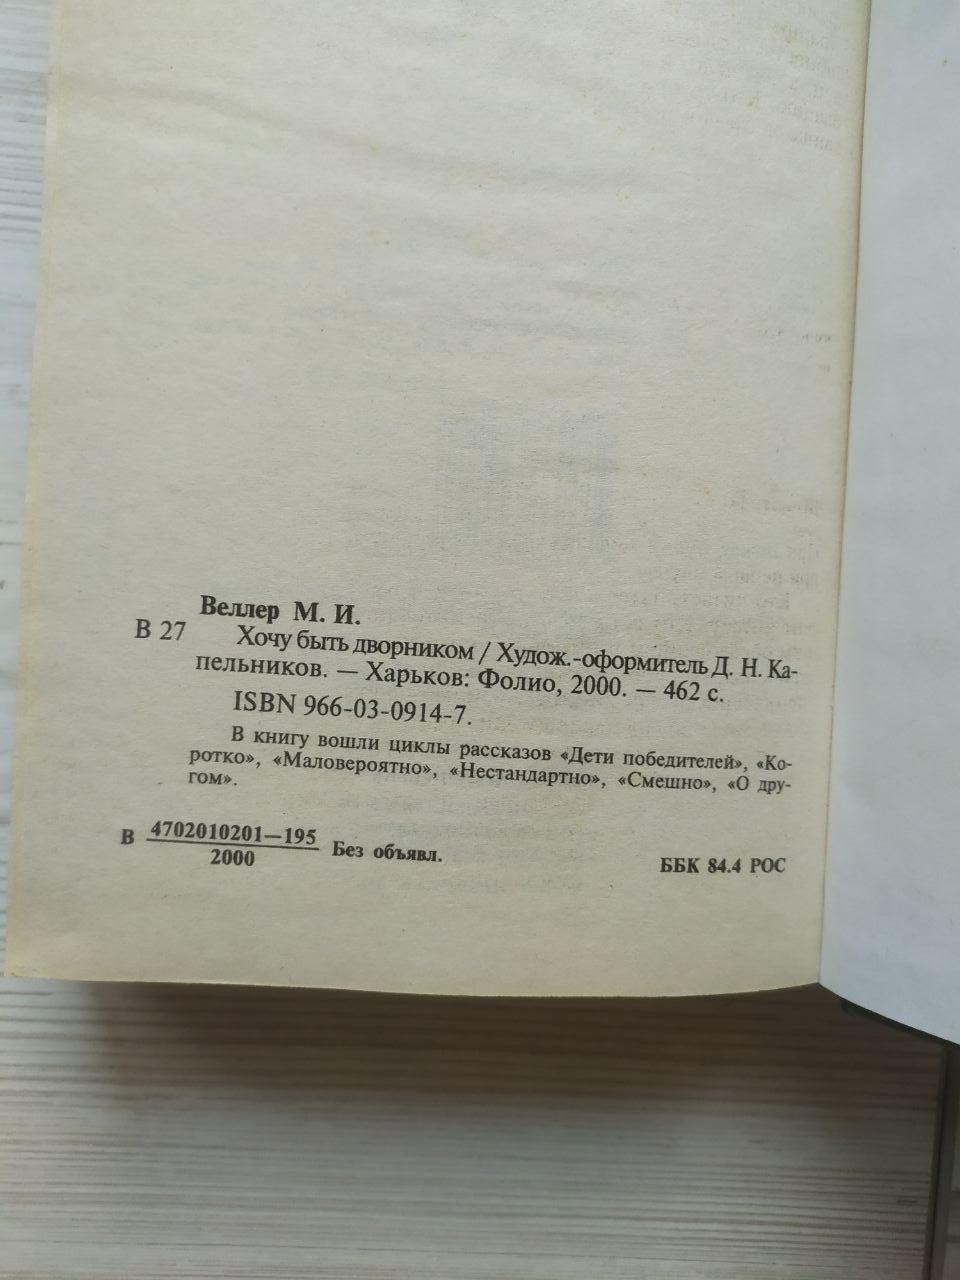 Веллер М. И.
В 27 Хочу быть дворником / Худож.-оформитель Д. Н. Ка-
пельников. — Харьков: Фолио, 2000. — 462 с.
ISBN 966-03-0914-7.
В книгу вошли циклы рассказов «Дети победителей», «Ко-
ротко», «Маловероятно», «Нестандартно», «Смешно», «О дру-
гом».
В 4702010201—195 Без объявл.
2000
ББК 84.4 РОС